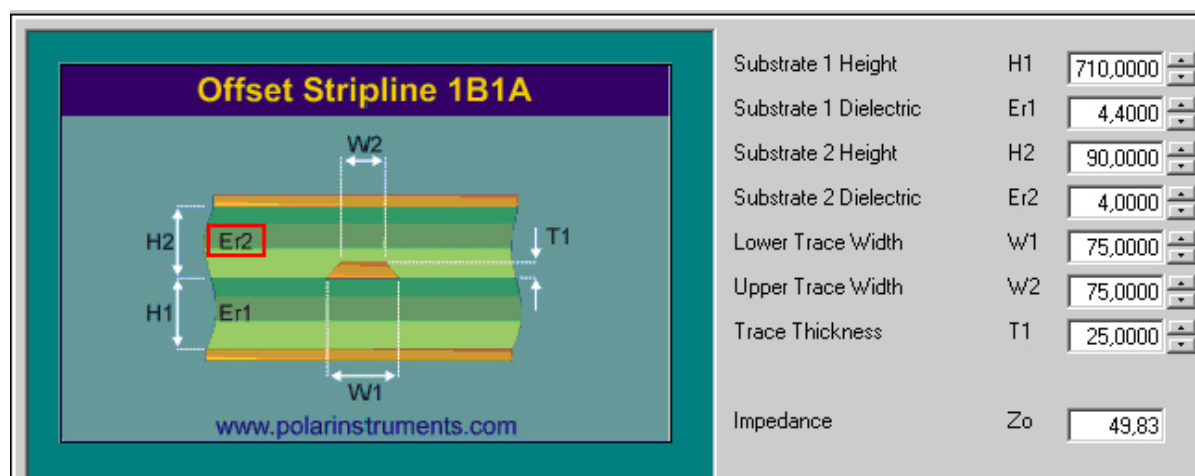 Offset Stripline 1B1A
W2
H2
Er2
T1
H1
Er1
W1
www.polarinstruments.com
Substrate 1 Height H1 710,0000
Substrate 1 Dielectric Er1 4,4000
Substrate 2 Height H2 90,0000
Substrate 2 Dielectric Er2 4,0000
Lower Trace Width W1 75,0000
Upper Trace Width W2 75,0000
Trace Thickness T1 25,0000
Impedance Zo 49,83